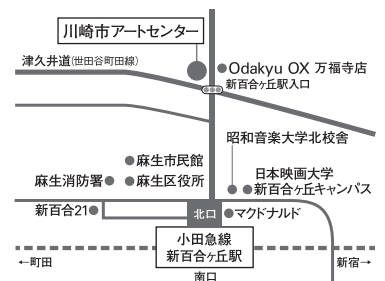 川崎市アートセンター
津久井道(世田谷町田線)
Odakyu OX 万福寺店
新百合ヶ丘駅入口
昭和音楽大学北校舎
麻生市民館
日本映画大学
麻生消防署
麻生区役所
新百合ヶ丘キャンパス
新百合21
北口
マクドナルド
小田急線
新百合ヶ丘駅
←町田
新宿→
南口